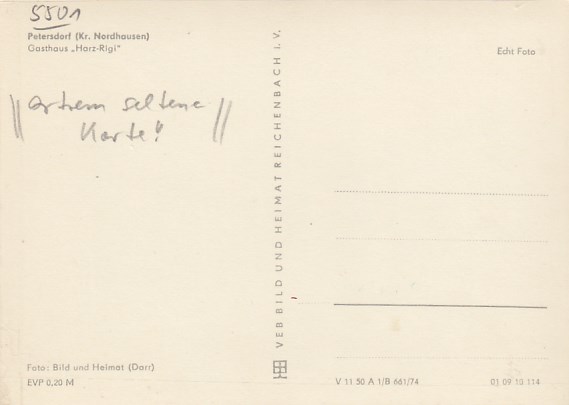 5501
Petersdorf (Kr. Nordhausen)
Gasthaus „Harz-Rigi"
Echt Foto
extrem seltene
Karte!
VEB BILD UND HEIMAT REICHENBACH I. V.
Foto: Bild und Heimat (Darr)
EVP 0,20 M
V 11 50 A 1/B 661/74
01 09 10 114